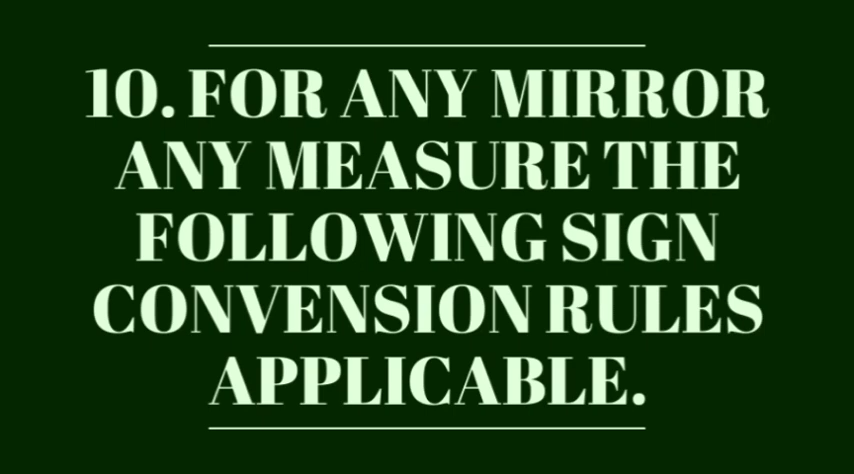 10. FOR ANY MIRROR
ANY MEASURE THE
FOLLOWING SIGN
CONVENSION RULES
APPLICABLE.